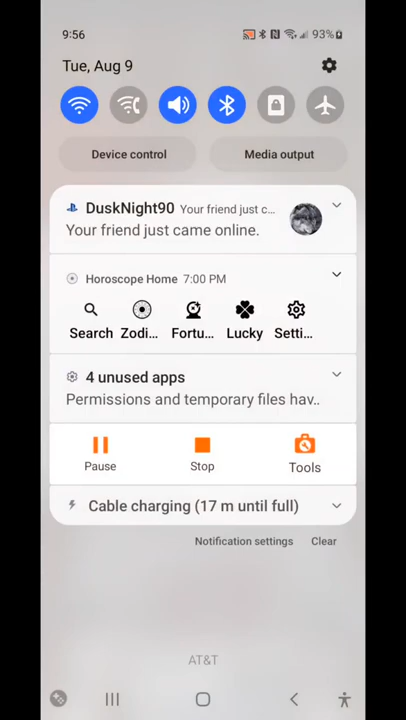 9:56 93%
Tue, Aug 9
Device control Media output
DuskNight90 Your friend just c...
Your friend just came online.
Horoscope Home 7:00 PM
Search Zodi... Fortu... Lucky Setti...
4 unused apps
Permissions and temporary files hav..
Pause Stop Tools
Cable charging (17 m until full)
Notification settings Clear
AT&T